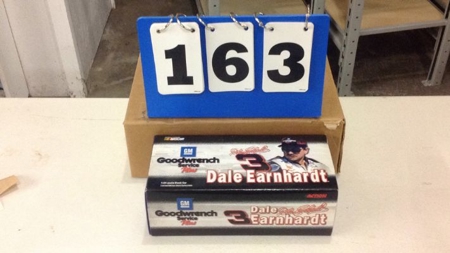 163
GM
Goodwrench
Service
Plus
3
Dale Earnhardt
GM
Goodwrench
Service
Plus
3
Dale
Earnhardt